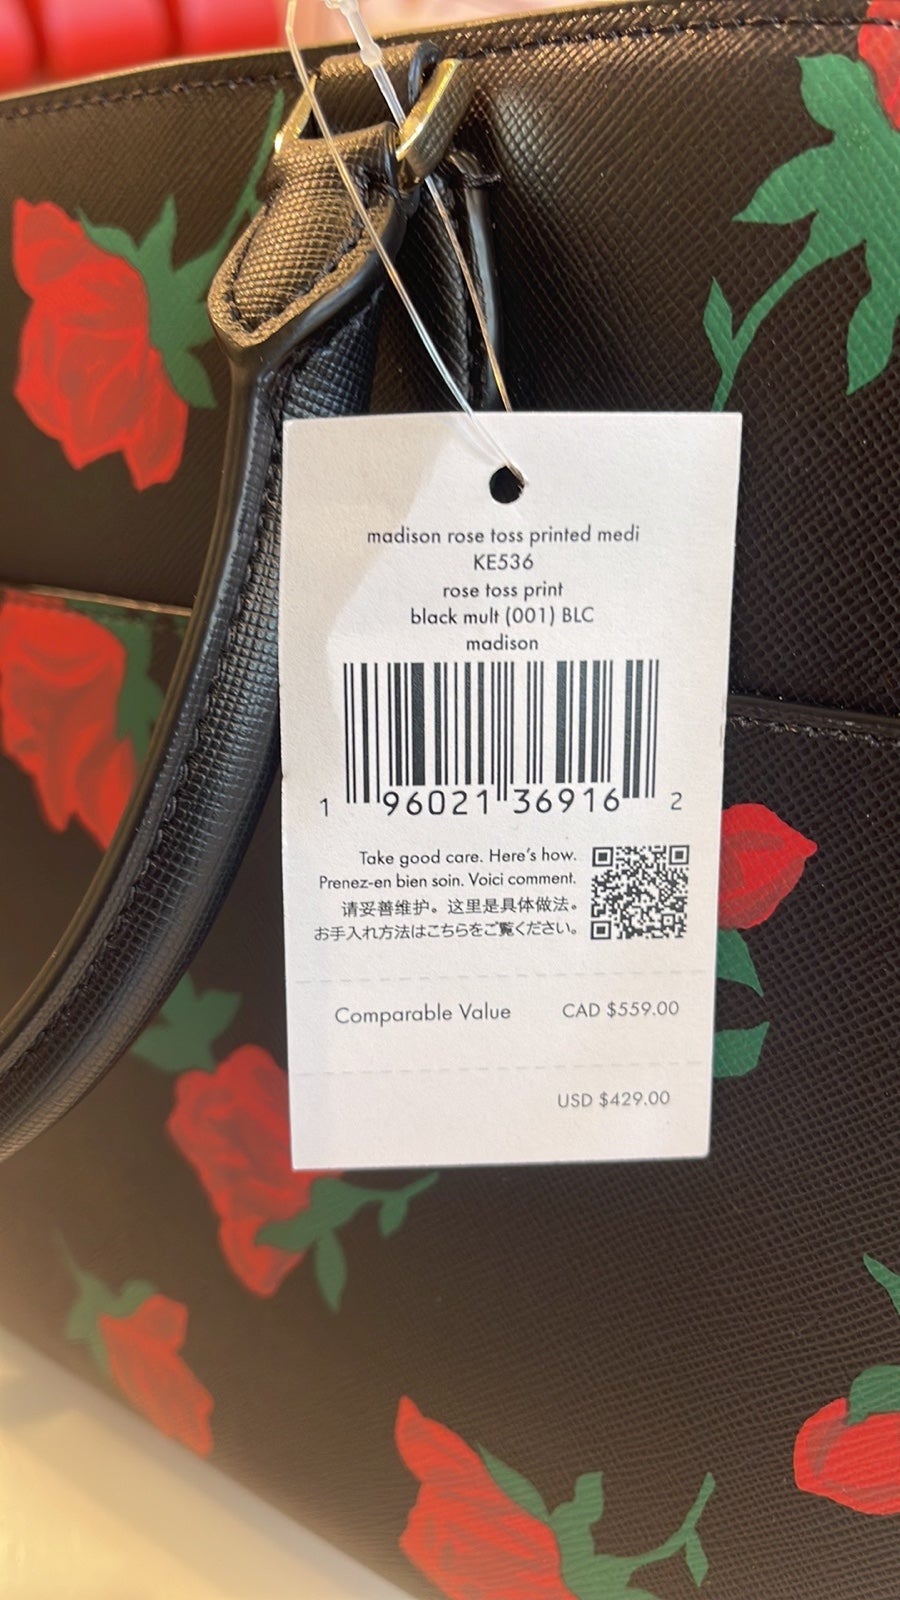 madison rose toss printed medi
KE536
rose toss print
black mult (001) BLC
madison
1 96021 36916 2
Take good care. Here's how.
Prenez-en bien soin. Voici comment.
请妥善维护。这里是具体做法。
お手入れ方法はこちらをご覧ください。
Comparable Value CAD $559.00
USD $429.00